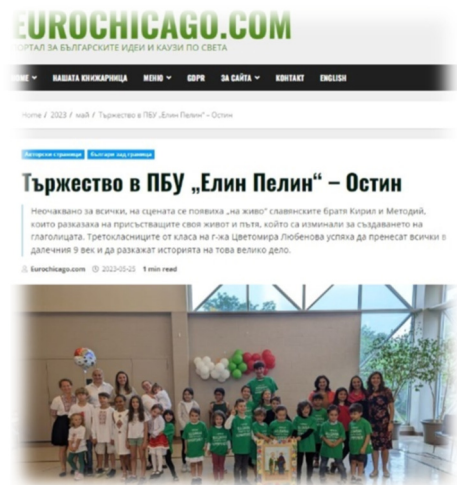 EUROCHICAGO.COM
ПОРТАЛ ЗА БЪЛГАРСКИТЕ ИДЕИ И КАУЗИ ПО СВЕТА
HOME НАШАТА КНИЖАРНИЦА МЕНЮ GDPR ЗА САЙТА КОНТАКТ ENGLISH
Home / 2023 / май / Тържество в ПБУ „Елин Пелин“ – Остин
Авторски страници Българи зад граница
Тържество в ПБУ „Елин Пелин“ – Остин
Неочаквано за всички, на сцената се появиха „на живо“ славянските братя Кирил и Методий,
които разказаха на присъстващите своя живот и пътя, който са изминали за създаването на
глаголицата. Третокласниците от класа на г-жа Цветомира Любенова успяха да пренесат всички в
далечния 9 век и да разкажат историята на това велико дело.
Eurochicago.com 2023-05-25 1 min read